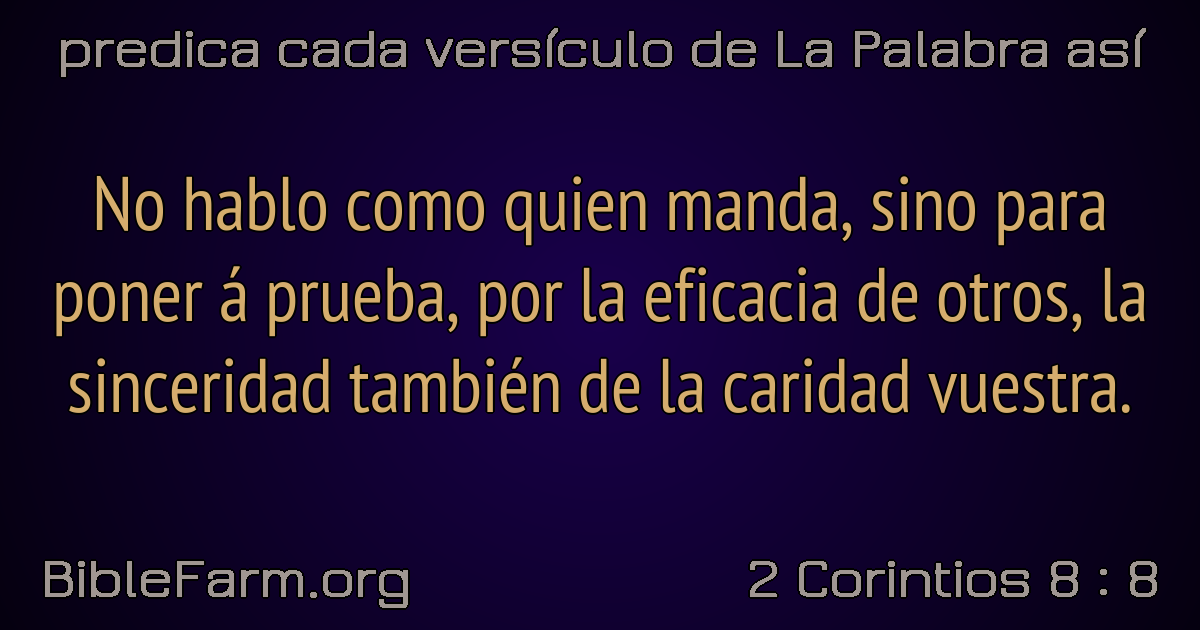 predica cada versículo de La Palabra así
No hablo como quien manda, sino para
poner á prueba, por la eficacia de otros, la
sinceridad también de la caridad vuestra.
BibleFarm.org
2 Corintios 8 : 8